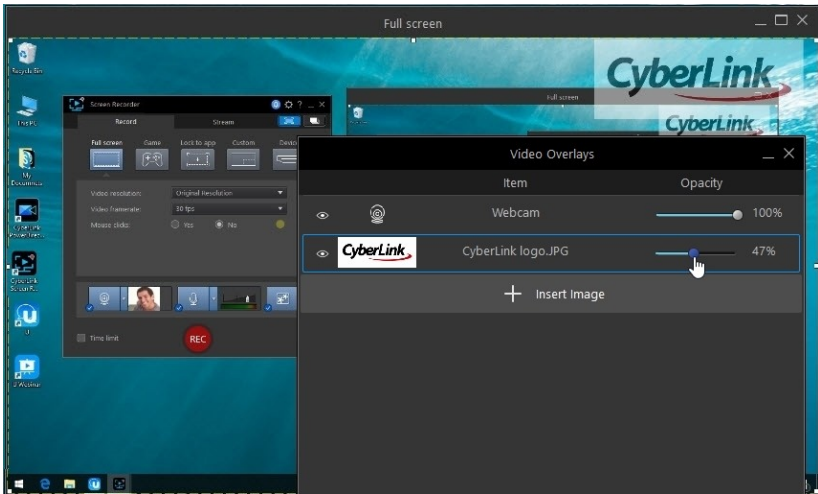 Full screen
Recycle Bin
CyberLink
This PC
Screen Recorder
Full screen
Record
Stream
CyberLink
Full screen
Game
Lock to app
Custom
Video Overlays
My
Item
Opacity
Video resolution:
Original Resolution
Webcam
100%
Video framerate:
30 fps
Mouse clicks:
Yes
No
CyberLink
CyberLink logo.JPG
47%
Insert Image
U
Time limit
REC
U Webinar